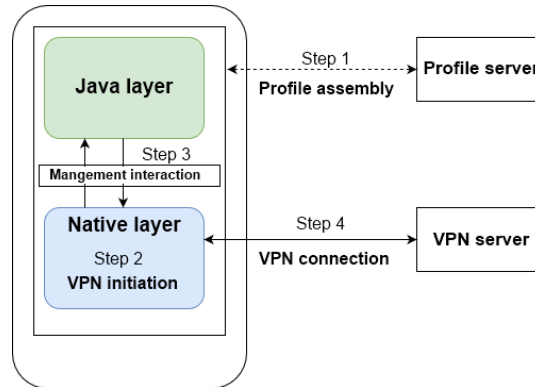 Java layer
Step 1
Profile assembly
Profile server
Step 3
Mangement interaction
Native layer
Step 2
VPN initiation
Step 4
VPN connection
VPN server